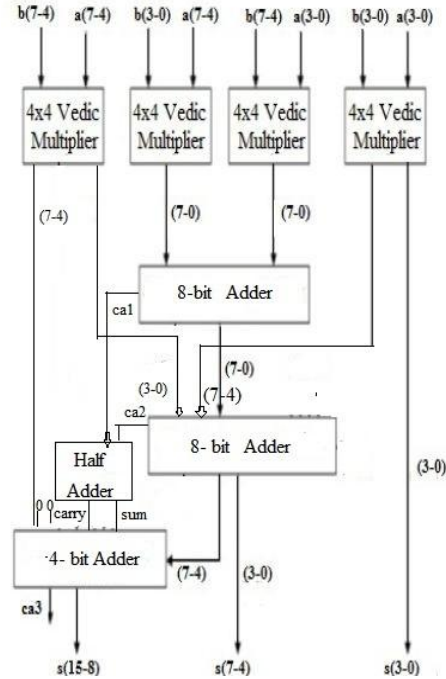 b(7-4) a(7-4) b(3-0) a(7-4) b(7-4) a(3-0) b(3-0) a(3-0)
4x4 Vedic
Multiplier
4x4 Vedic
Multiplier
4x4 Vedic
Multiplier
4x4 Vedic
Multiplier
(7-4)
(7-0)
(7-0)
8-bit Adder
ca1
(7-0)
(3-0)
(7-4)
ca2
8- bit Adder
Half
Adder
(3-0)
0 0
carry
sum
4- bit Adder
(7-4)
(3-0)
ca3
s(15-8)
s(7-4)
s(3-0)